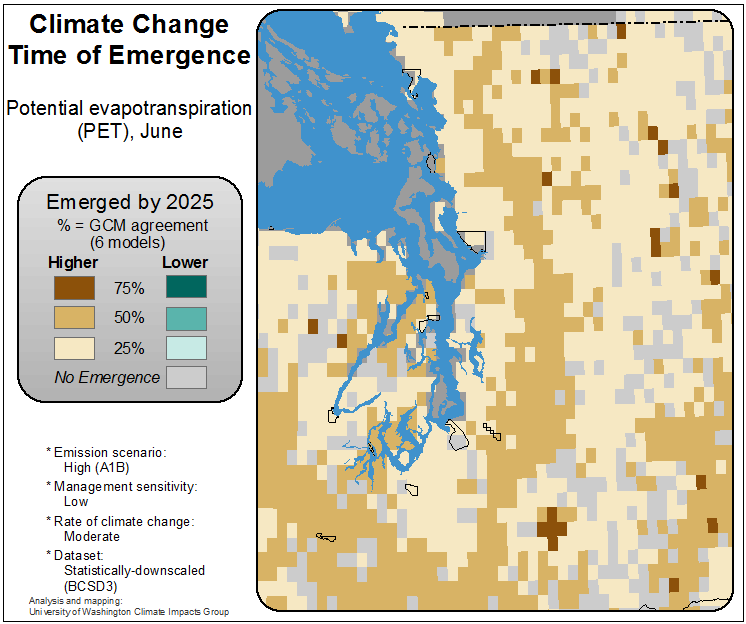 Climate Change
Time of Emergence
Potential evapotranspiration
(PET), June
Emerged by 2025
% = GCM agreement
(6 models)
Higher Lower
75%
50%
25%
No Emergence
* Emission scenario:
High (A1B)
* Management sensitivity:
Low
* Rate of climate change:
Moderate
* Dataset:
Statistically-downscaled
(BCSD3)
Analysis and mapping:
University of Washington Climate Impacts Group